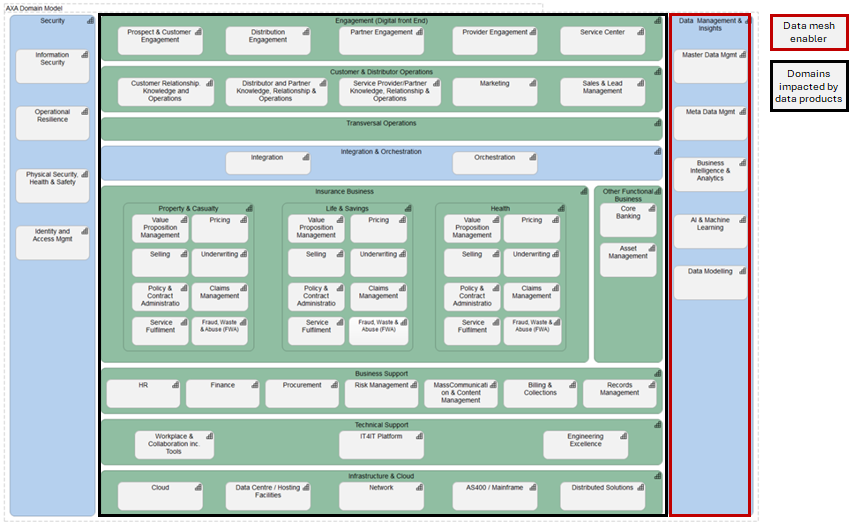 AXA Domain Model
Security
Information
Security
Operational
Resilience
Physical Security,
Health & Safety
Identity and
Access Mgmt
Engagement (Digital front End)
Prospect & Customer
Engagement
Distribution
Engagement
Partner Engagement
Provider Engagement
Service Center
Customer & Distributor Operations
Customer Relationship.
Knowledge and
Operations
Distributor and Partner
Knowledge, Relationship &
Operations
Service Provider/Partner
Knowledge, Relationship &
Operations
Marketing
Sales & Lead
Management
Transversal Operations
Integration & Orchestration
Integration
Orchestration
Insurance Business
Property & Casualty
Value
Proposition
Management
Pricing
Selling
Underwriting
Policy &
Contract
Administratio
Claims
Management
Service
Fulfilment
Fraud, Waste
& Abuse (FWA)
Life & Savings
Value
Proposition
Management
Pricing
Selling
Underwriting
Policy &
Contract
Administratio
Claims
Management
Service
Fulfilment
Fraud, Waste
& Abuse (FWA)
Health
Value
Proposition
Management
Pricing
Selling
Underwriting
Policy &
Contract
Administratio
Claims
Management
Service
Fulfilment
Fraud, Waste
& Abuse (FWA)
Other Functional
Business
Core
Banking
Asset
Management
Business Support
HR
Finance
Procurement
Risk Management
MassCommunicati
on & Content
Management
Billing &
Collections
Records
Management
Technical Support
Workplace &
Collaboration inc.
Tools
IT4IT Platform
Engineering
Excellence
Infrastructure & Cloud
Cloud
Data Centre / Hosting
Facilities
Network
AS400 / Mainframe
Distributed Solutions
Data Management &
Insights
Master Data Mgmt
Meta Data Mgmt
Business
Intelligence &
Analytics
AI & Machine
Learning
Data Modelling
Data mesh
enabler
Domains
impacted by
data products